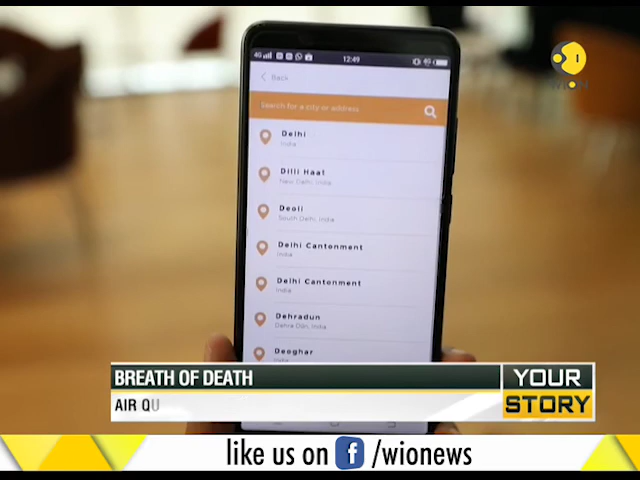 4G
12:49
Back
Search for a city or address
Delhi
India
Dilli Haat
New Delhi, India
Deoli
South Delhi, India
Delhi Cantonment
India
Delhi Cantonment
India
Dehradun
Dehra Dun, India
Deoghar
India
WION
BREATH OF DEATH
AIR QU
YOUR
STORY
like us on f /wionews